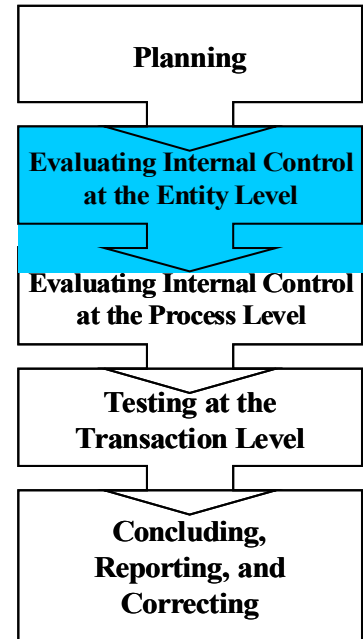 Planning
Evaluating Internal Control
at the Entity Level
Evaluating Internal Control
at the Process Level
Testing at the
Transaction Level
Concluding,
Reporting, and
Correcting